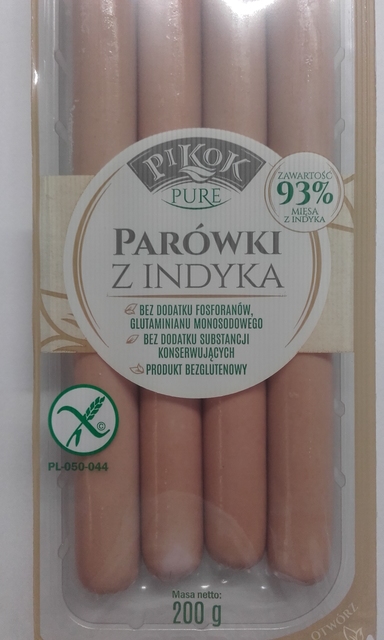 PIKOK
PURE
ZAWARTOŚĆ
93%
MIĘSA
Z INDYKA
PARÓWKI
Z INDYKA
BEZ DODATKU FOSFORANÓW,
GLUTAMINIANU MONOSODOWEGO
BEZ DODATKU SUBSTANCJI
KONSERWUJĄCYCH
PRODUKT BEZGLUTENOWY
©
PL-050-044
Masa netto:
200 g
OTWÓRZ